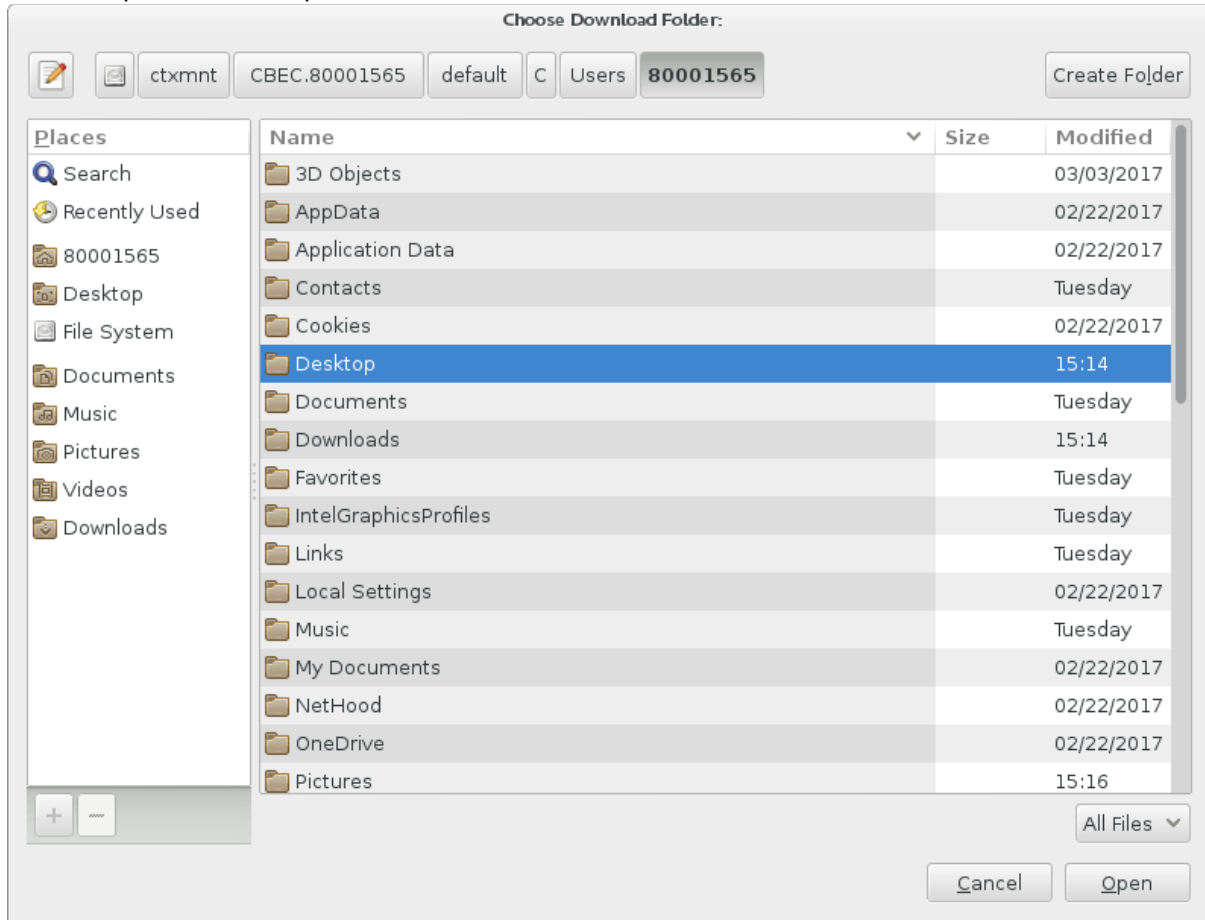 Choose Download Folder:
ctxmnt CBEC.80001565 default C Users 80001565 Create Folder
Places
Search
Recently Used
80001565
Desktop
File System
Documents
Music
Pictures
Videos
Downloads
Name Size Modified
3D Objects 03/03/2017
AppData 02/22/2017
Application Data 02/22/2017
Contacts Tuesday
Cookies 02/22/2017
Desktop 15:14
Documents Tuesday
Downloads 15:14
Favorites Tuesday
IntelGraphicsProfiles Tuesday
Links Tuesday
Local Settings 02/22/2017
Music Tuesday
My Documents 02/22/2017
NetHood 02/22/2017
OneDrive 02/22/2017
Pictures 15:16
All Files
Cancel Open